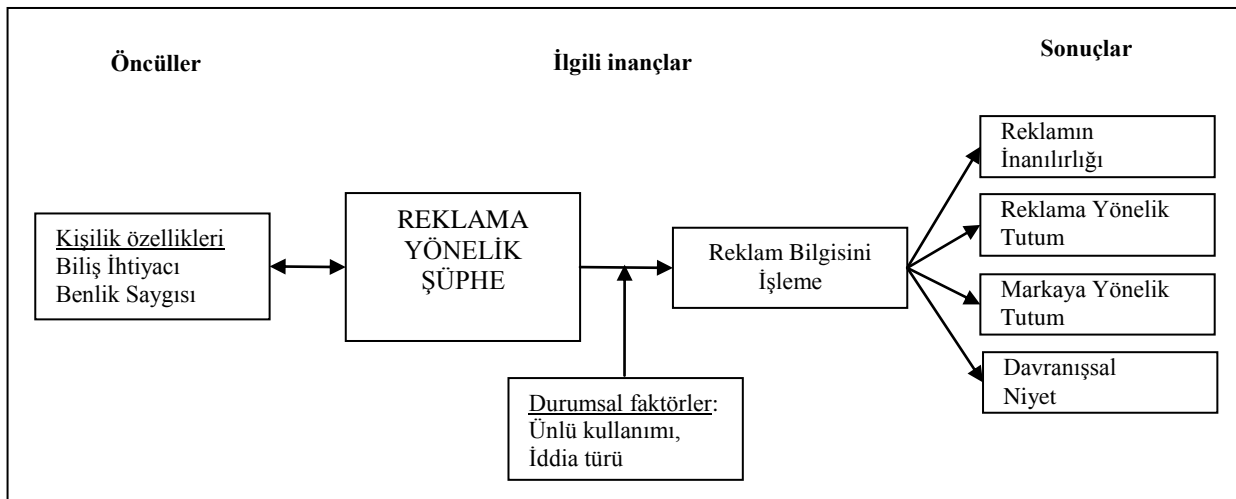 Öncüller
İlgili inançlar
Sonuçlar
Kişilik özellikleri
Biliş İhtiyacı
Benlik Saygısı
REKLAMA
YÖNELİK
ŞÜPHE
Durumsal faktörler:
Ünlü kullanımı,
İddia türü
Reklam Bilgisini
İşleme
Reklamın
İnanılırlığı
Reklama Yönelik
Tutum
Markaya Yönelik
Tutum
Davranışsal
Niyet